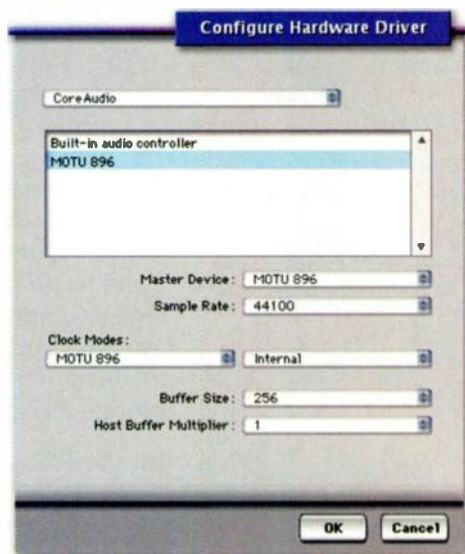 Configure Hardware Driver
CoreAudio
Built-in audio controller
MOTU 896
Master Device: MOTU 896
Sample Rate: 44100
Clock Modes:
MOTU 896 Internal
Buffer Size: 256
Host Buffer Multiplier: 1
OK Cancel